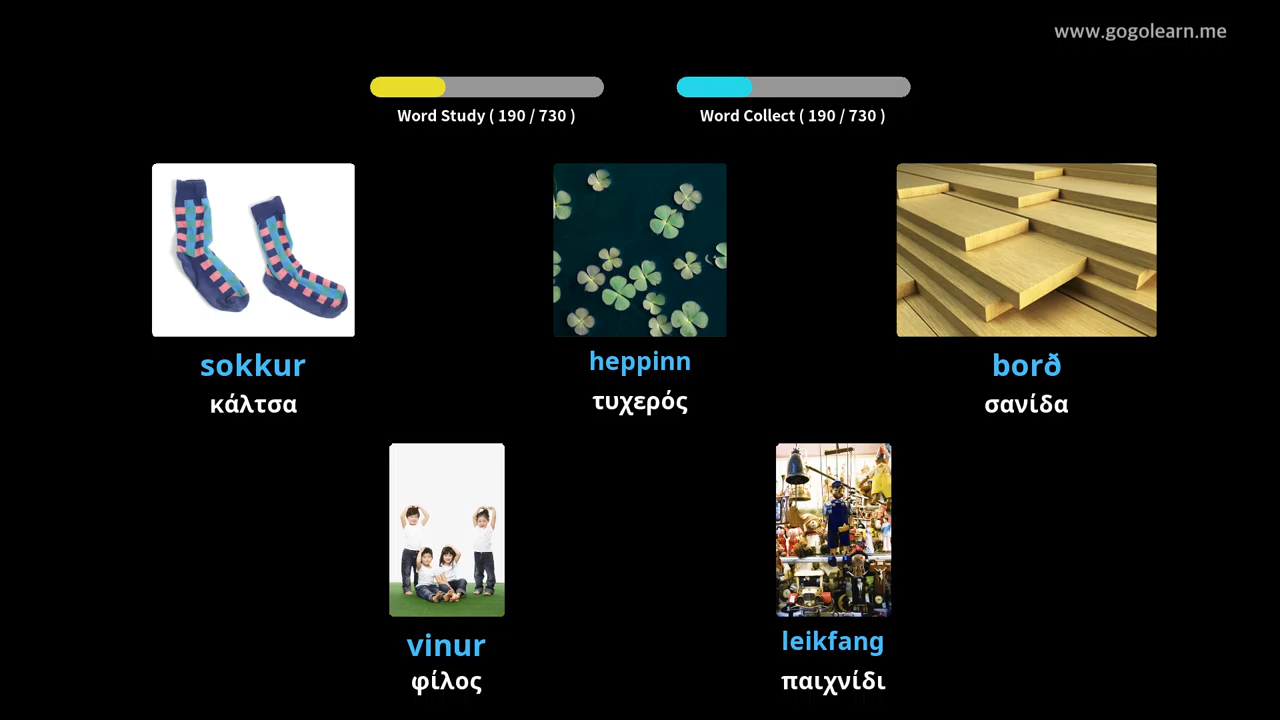 www.gogolearn.me
Word Study ( 190 / 730 )
Word Collect ( 190 / 730 )
sokkur
κάλτσα
heppinn
τυχερός
borð
σανίδα
vinur
φίλος
leikfang
παιχνίδι